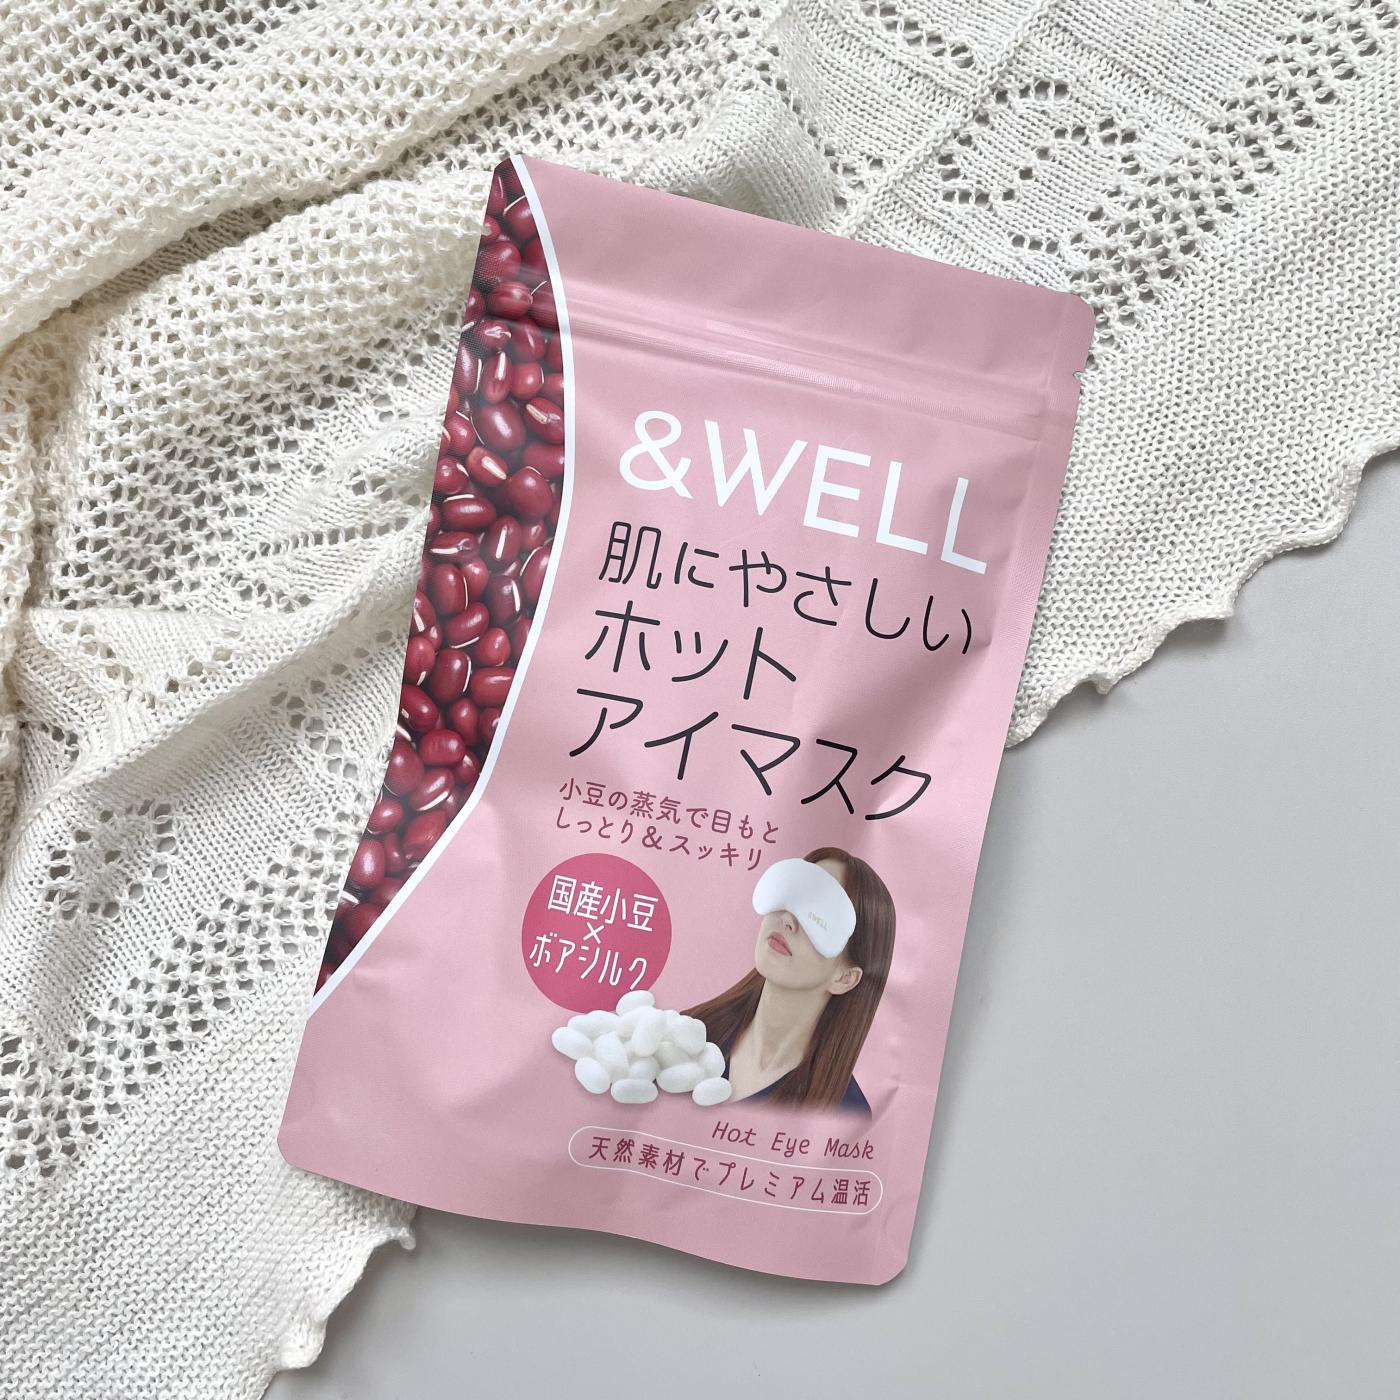 &WELL
肌にやさしい
ホット
アイマスク
小豆の蒸気で目もと
しっとり&スッキリ
国産小豆
×
ボアシルク
&WELL
Hot Eye Mask
天然素材でプレミアム温活